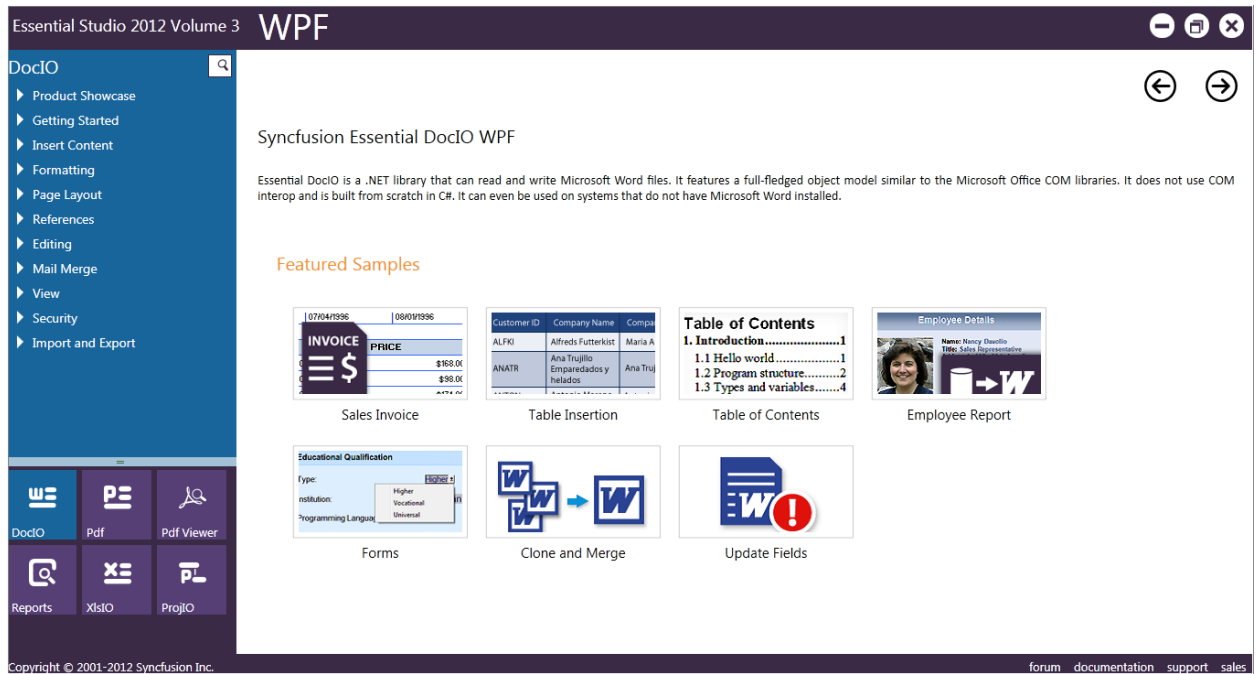 Essential Studio 2012 Volume 3 WPF
DocIO
Product Showcase
Getting Started
Insert Content
Formatting
Page Layout
References
Editing
Mail Merge
View
Security
Import and Export
DocIO
Pdf
Pdf Viewer
Reports
XlsIO
ProjIO
Syncfusion Essential DocIO WPF
Essential DocIO is a .NET library that can read and write Microsoft Word files. It features a full-fledged object model similar to the Microsoft Office COM libraries. It does not use COM
interop and is built from scratch in C#. It can even be used on systems that do not have Microsoft Word installed.
Featured Samples
07/04/1996 08/01/1996
INVOICE
PRICE
$168.0
$98.0
Sales Invoice
Customer ID Company Name Compa
ALFKI Alfreds Futterkist Maria A
ANATR Ana Trujillo Emparedados y helados Ana Truj
Table Insertion
Table of Contents
1. Introduction.....................1
1.1 Hello world................1
1.2 Program structure..........2
1.3 Types and variables.......4
Table of Contents
Employee Details
Name: Nancy Davolio
Title: Sales Representative
Employee Report
Educational Qualification
Type: Higher
nstitution:
Higher
Vocational
Universal
Programming Languag
Forms
Clone and Merge
Update Fields
Copyright © 2001-2012 Syncfusion Inc.
forum documentation support sales